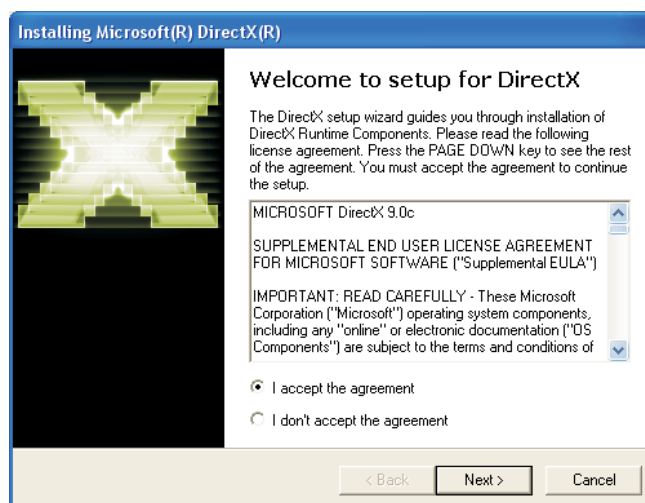 Installing Microsoft(R) DirectX(R)
Welcome to setup for DirectX
The DirectX setup wizard guides you through installation of
DirectX Runtime Components. Please read the following
license agreement. Press the PAGE DOWN key to see the rest
of the agreement. You must accept the agreement to continue
the setup.
MICROSOFT DirectX 9.0c
SUPPLEMENTAL END USER LICENSE AGREEMENT
FOR MICROSOFT SOFTWARE ("Supplemental EULA")
IMPORTANT: READ CAREFULLY - These Microsoft
Corporation ("Microsoft") operating system components,
including any "online" or electronic documentation ("OS
Components") are subject to the terms and conditions of
I accept the agreement
I don't accept the agreement
< Back
Next >
Cancel